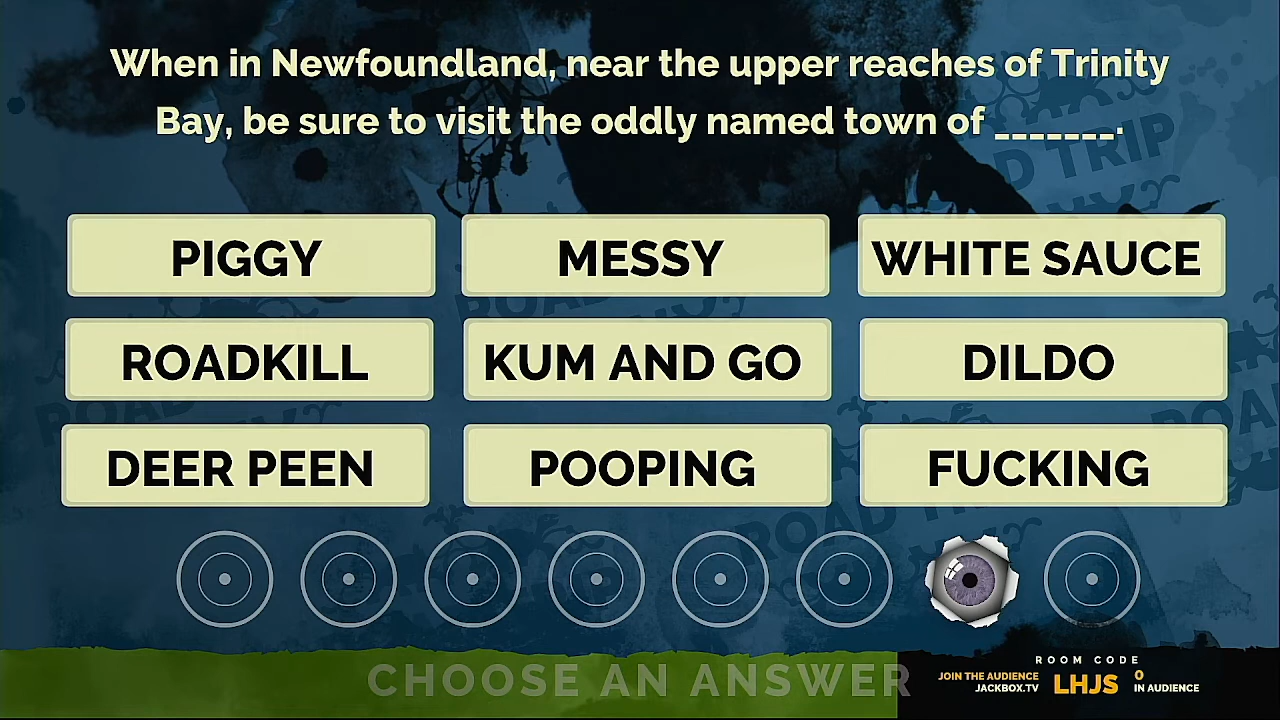 When in Newfoundland, near the upper reaches of Trinity
Bay, be sure to visit the oddly named town of _______.
PIGGY
MESSY
WHITE SAUCE
ROADKILL
KUM AND GO
DILDO
DEER PEEN
POOPING
FUCKING
CHOOSE AN ANSWER
ROOM CODE
JOIN THE AUDIENCE
JACKBOX.TV
LHJS
0
IN AUDIENCE